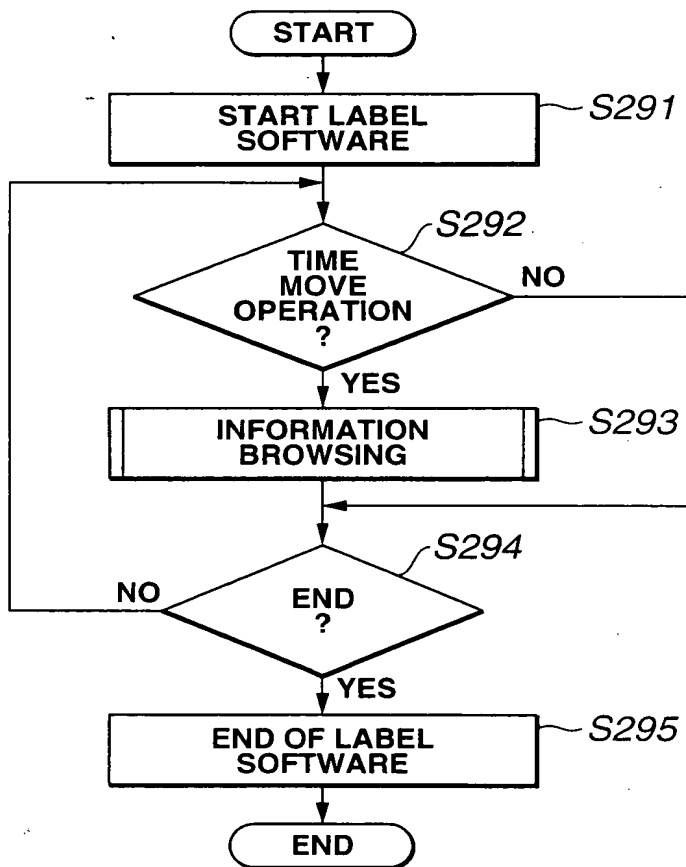 START
START LABEL
SOFTWARE
S291
S292
TIME
MOVE
OPERATION
?
NO
YES
INFORMATION
BROWSING
S293
S294
NO
END
?
YES
END OF LABEL
SOFTWARE
S295
END